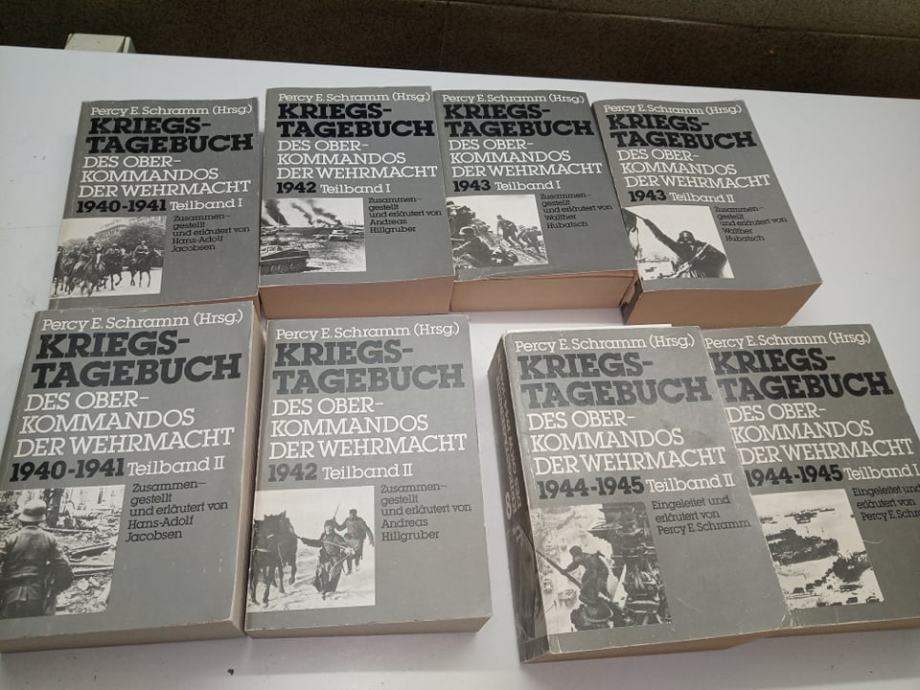 Percy E. Schramm (Hrsg.)
KRIEGS-
TAGEBUCH
DES OBER-
KOMMANDOS
DER WEHRMACHT
1940-1941 Teilband I
Zusammen-
gestellt
und erläutert von
Hans-Adolf
Jacobsen
Percy E. Schramm (Hrsg.)
KRIEGS-
TAGEBUCH
DES OBER-
KOMMANDOS
DER WEHRMACHT
1942 Teilband I
Zusammen-
gestellt
und erläutert von
Andreas
Hillgruber
Percy E. Schramm (Hrsg.)
KRIEGS-
TAGEBUCH
DES OBER-
KOMMANDOS
DER WEHRMACHT
1943 Teilband I
Zusammen-
gestellt
und erläutert von
Walther
Hubatsch
Percy E. Schramm (Hrsg.)
KRIEGS-
TAGEBUCH
DES OBER-
KOMMANDOS
DER WEHRMACHT
1943 Teilband II
Zusammen-
gestellt
und erläutert von
Walther
Hubatsch
Percy E. Schramm (Hrsg.)
KRIEGS-
TAGEBUCH
DES OBER-
KOMMANDOS
DER WEHRMACHT
1940-1941 Teilband II
Zusammen-
gestellt
und erläutert von
Hans-Adolf
Jacobsen
Percy E. Schramm (Hrsg.)
KRIEGS-
TAGEBUCH
DES OBER-
KOMMANDOS
DER WEHRMACHT
1942 Teilband II
Zusammen-
gestellt
und erläutert von
Andreas
Hillgruber
Percy E. Schramm (Hrsg.)
KRIEGS-
TAGEBUCH
DES OBER-
KOMMANDOS
DER WEHRMACHT
1944-1945 Teilband II
Eingeleitet und
erläutert von
Percy E. Schramm
Percy E. Schramm (Hrsg.)
KRIEGS-
TAGEBUCH
DES OBER-
KOMMANDOS
DER WEHRMACHT
1944-1945 Teilband I
Eingeleitet und
erläutert von
Percy E. Schra